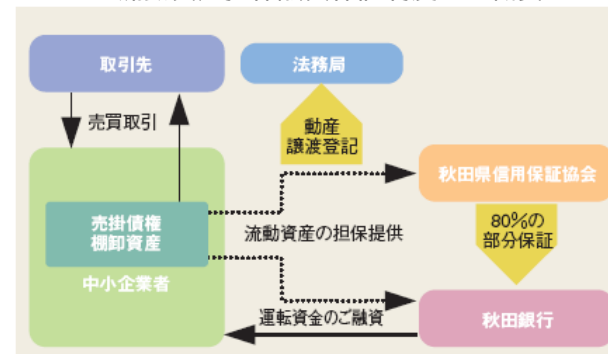 取引先
法務局
売買取引
動産
譲渡登記
秋田県信用保証協会
売掛債権
棚卸資産
流動資産の担保提供
80%の
部分保証
中小企業者
運転資金のご融資
秋田銀行